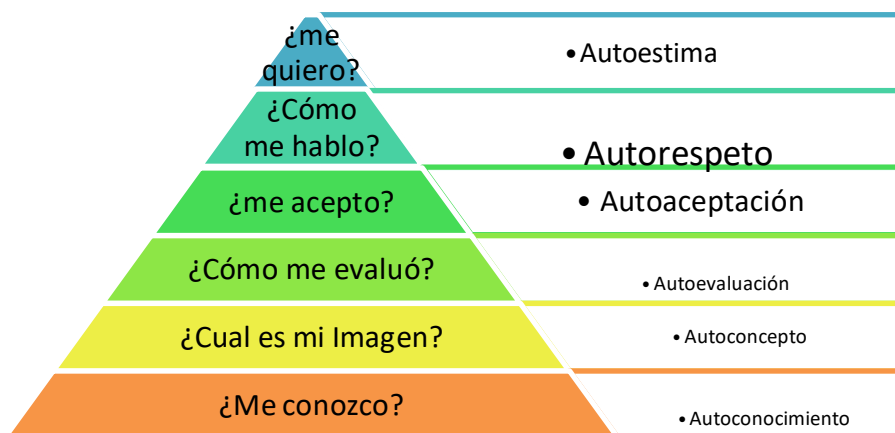 ¿me
quiero?
• Autoestima
¿Cómo
me hablo?
• Autorespeto
¿me acepto?
• Autoaceptación
¿Cómo me evaluó?
• Autoevaluación
¿Cual es mi Imagen?
• Autoconcepto
¿Me conozco?
• Autoconocimiento